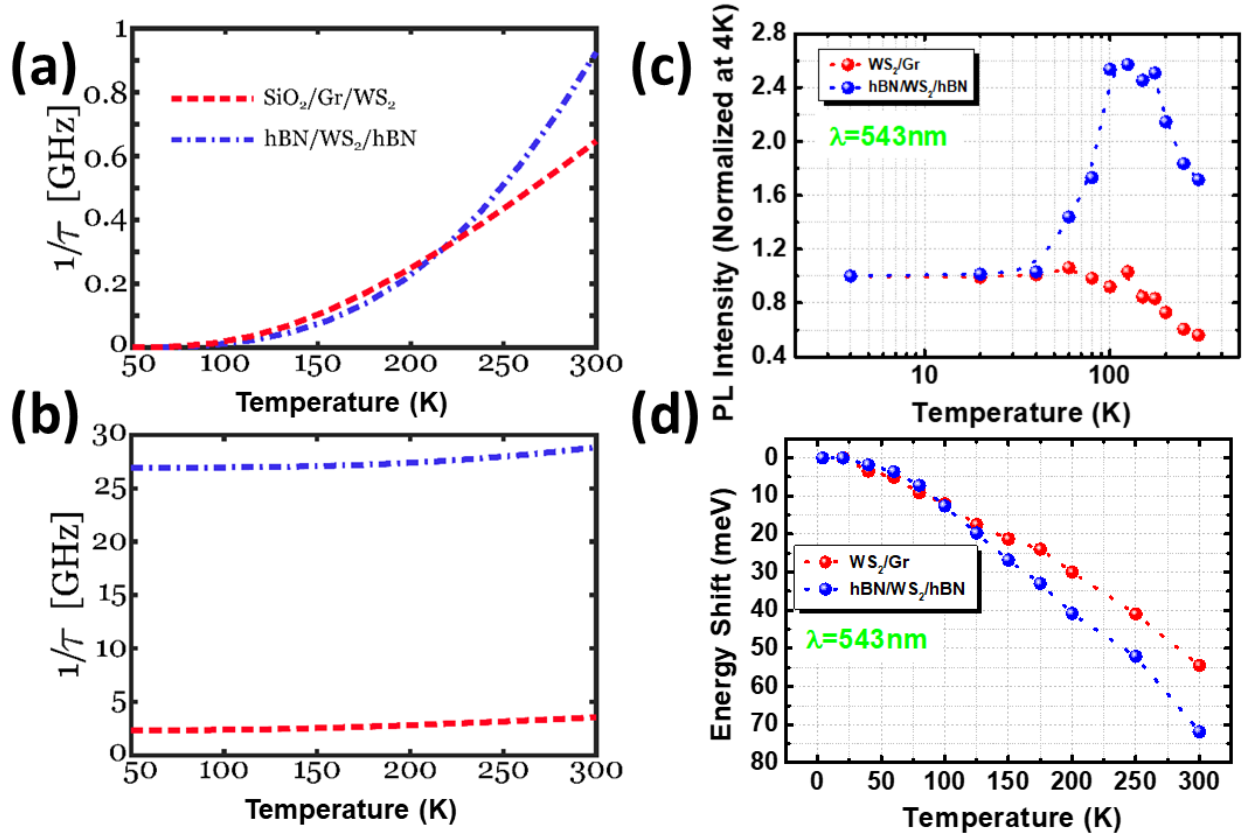 (a)
1/τ [GHz]
1
0.8
0.6
0.4
0.2
0
SiO₂/Gr/WS₂
hBN/WS₂/hBN
50 100 150 200 250 300
Temperature (K)
(b)
1/τ [GHz]
30
25
20
15
10
5
0
50 100 150 200 250 300
Temperature (K)
(c)
PL Intensity (Normalized at 4K)
2.8
2.4
2.0
1.6
1.2
0.8
0.4
WS₂/Gr
hBN/WS₂/hBN
λ=543nm
10 100
Temperature (K)
(d)
Energy Shift (meV)
0
10
20
30
40
50
60
70
80
WS₂/Gr
hBN/WS₂/hBN
λ=543nm
0 50 100 150 200 250 300
Temperature (K)